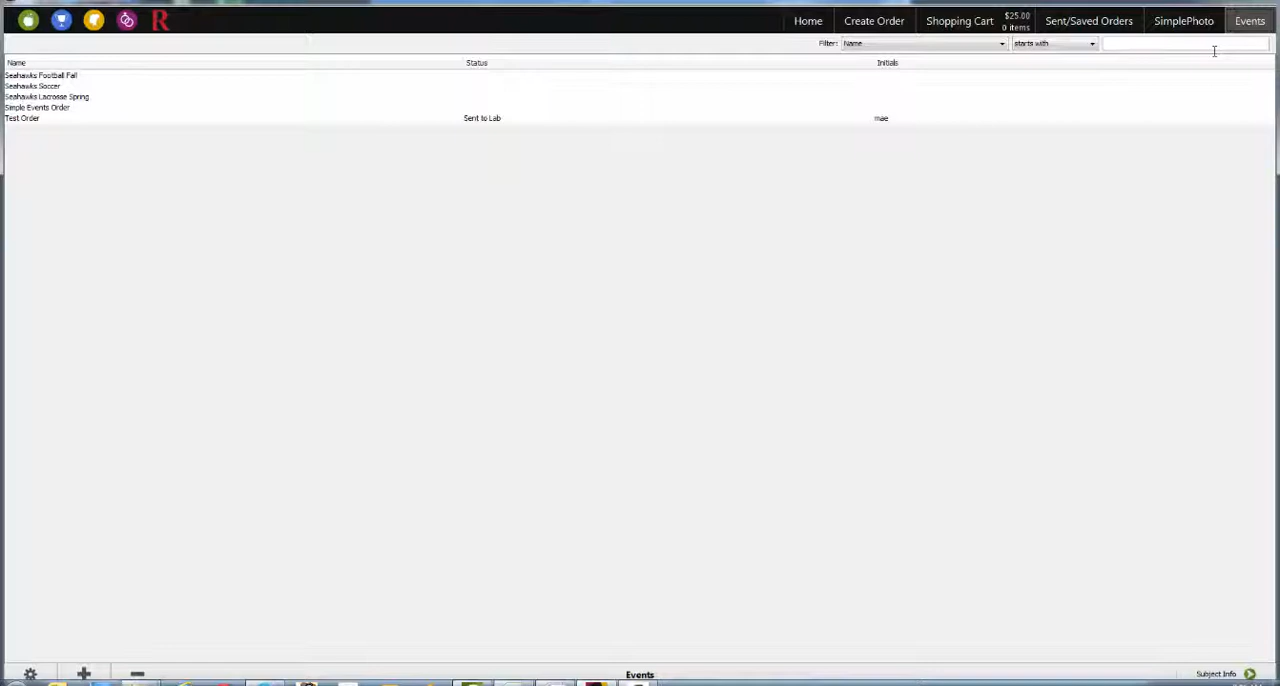 R Home Create Order Shopping Cart $25.00 0 items Sent/Saved Orders SimplePhoto Events
Filter: Name starts with
Name Status Initials
Seahawks Football Fall
Seahawks Soccer
Seahawks Lacrosse Spring
Simple Events Order
Test Order Sent to Lab mae
Events Subject Info